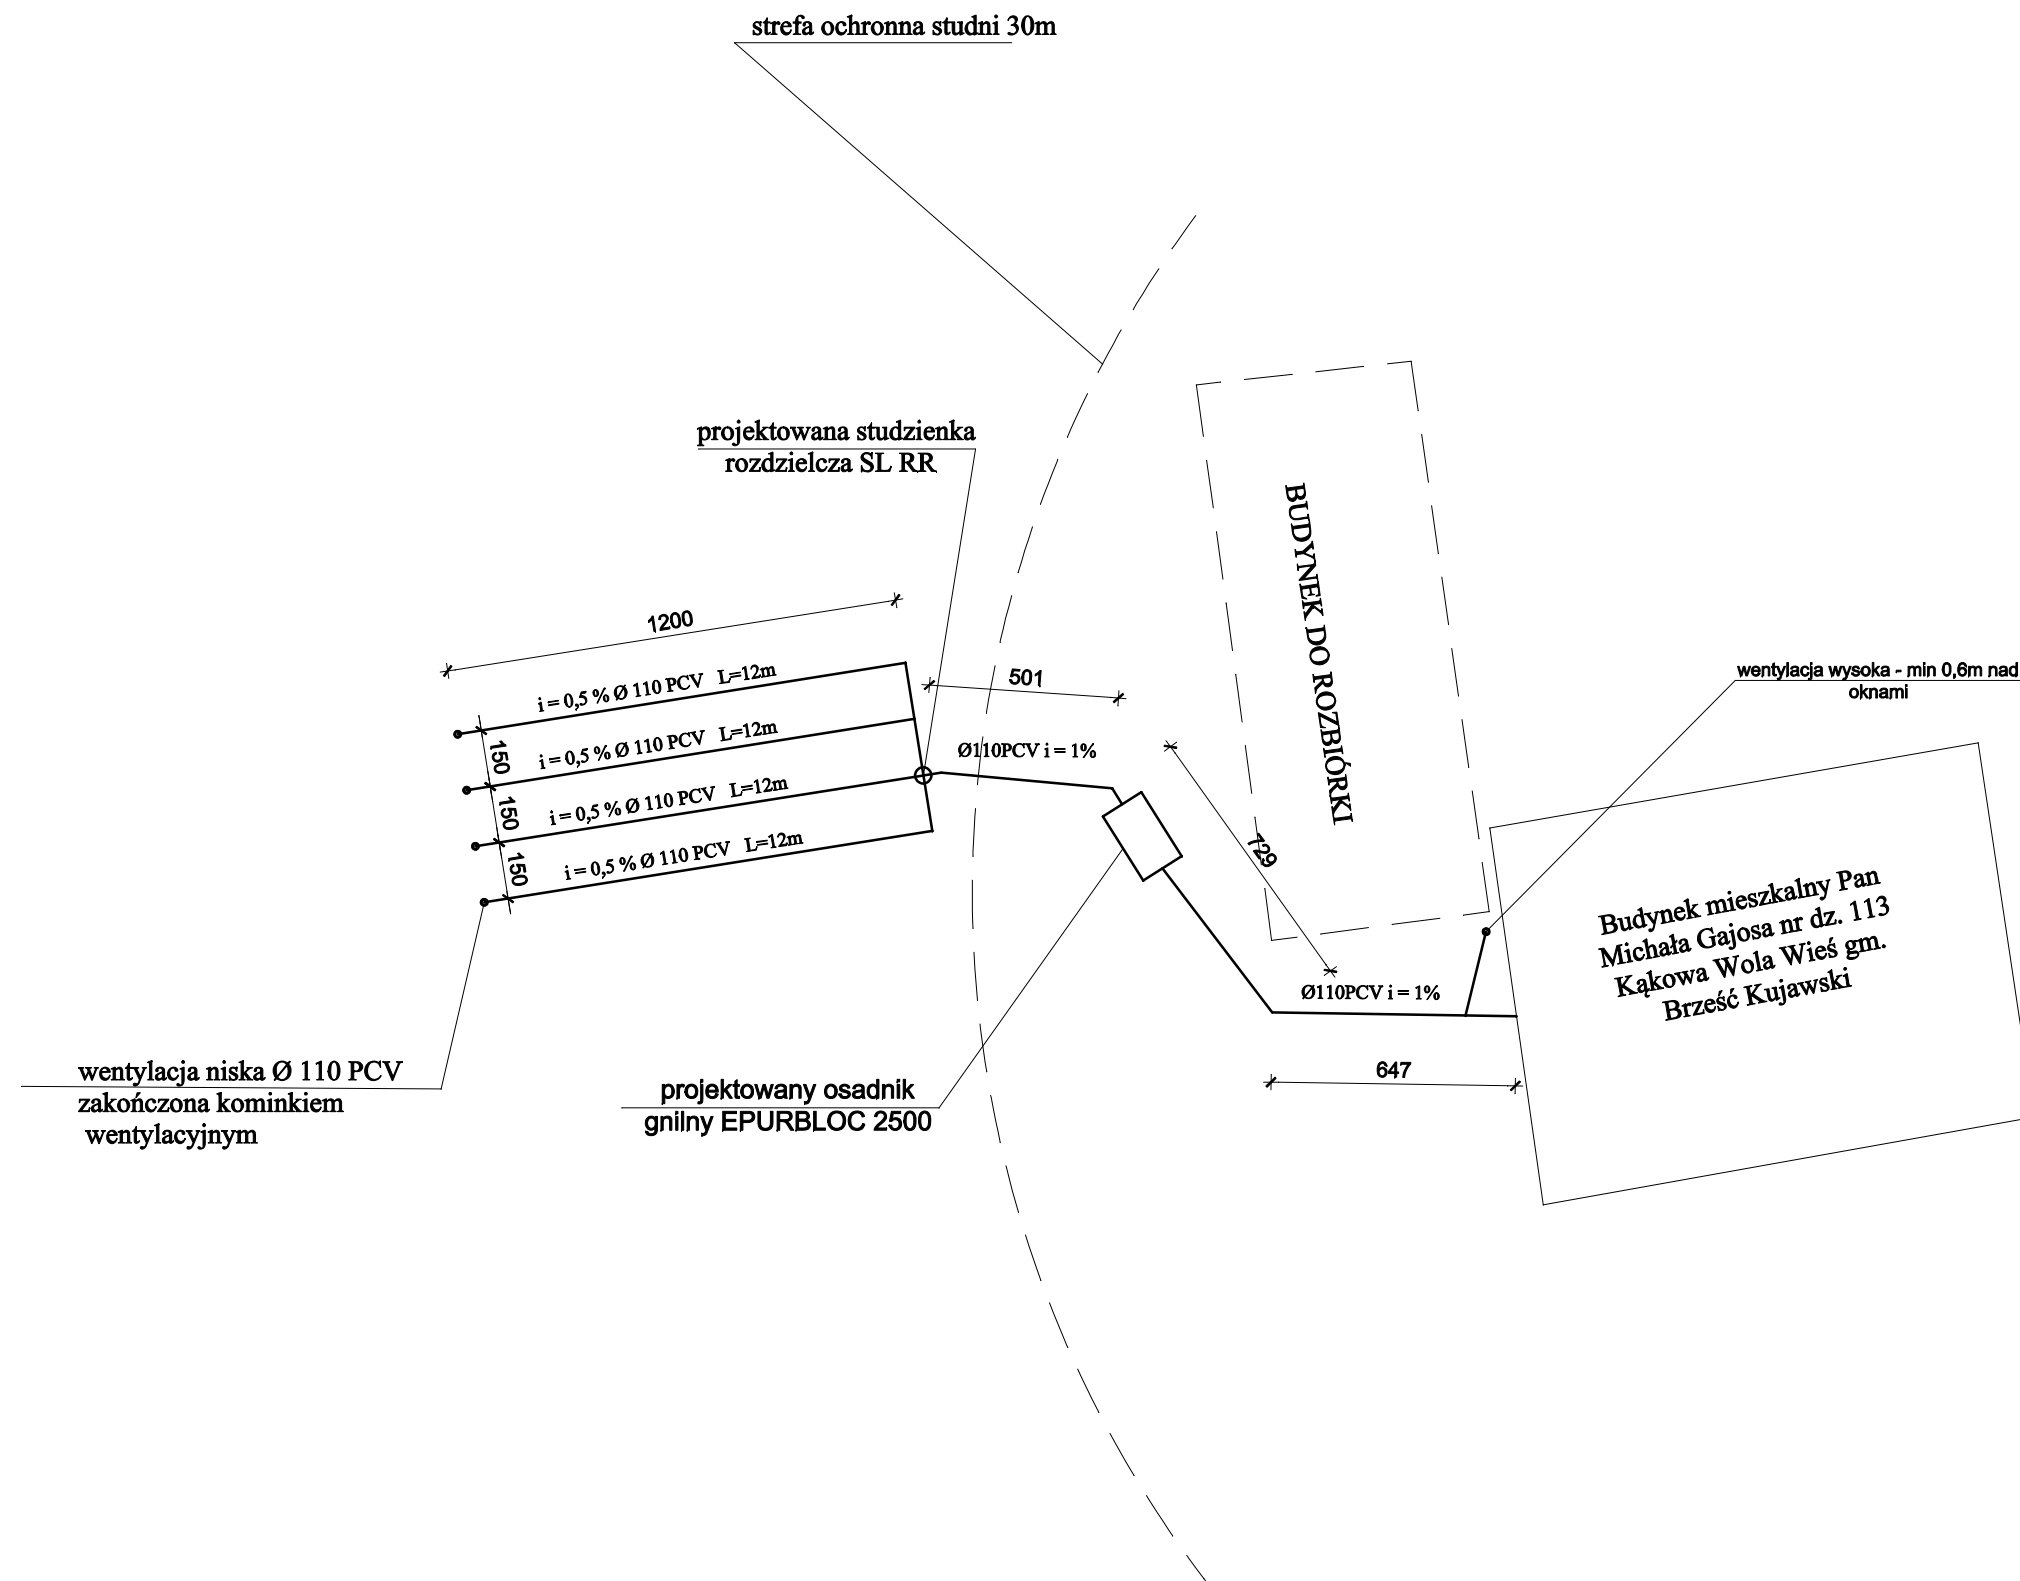 strefa ochronna studni 30m
projektowana studzienka
rozdzielcza SL RR
BUDYNEK DO ROZBIÓRKI
1200
501
wentylacja wysoka - min 0,6m nad
oknami
i = 0,5 % Ø 110 PCV L=12m
i = 0,5 % Ø 110 PCV L=12m
i = 0,5 % Ø 110 PCV L=12m
i = 0,5 % Ø 110 PCV L=12m
150
150
150
Ø110PCV i = 1%
729
Budynek mieszkalny Pan
Michała Gajosa nr dz. 113
Kąkowa Wola Wieś gm.
Brześć Kujawski
Ø110PCV i = 1%
647
wentylacja niska Ø 110 PCV
zakończona kominkiem
wentylacyjnym
projektowany osadnik
gnilny EPURBLOC 2500